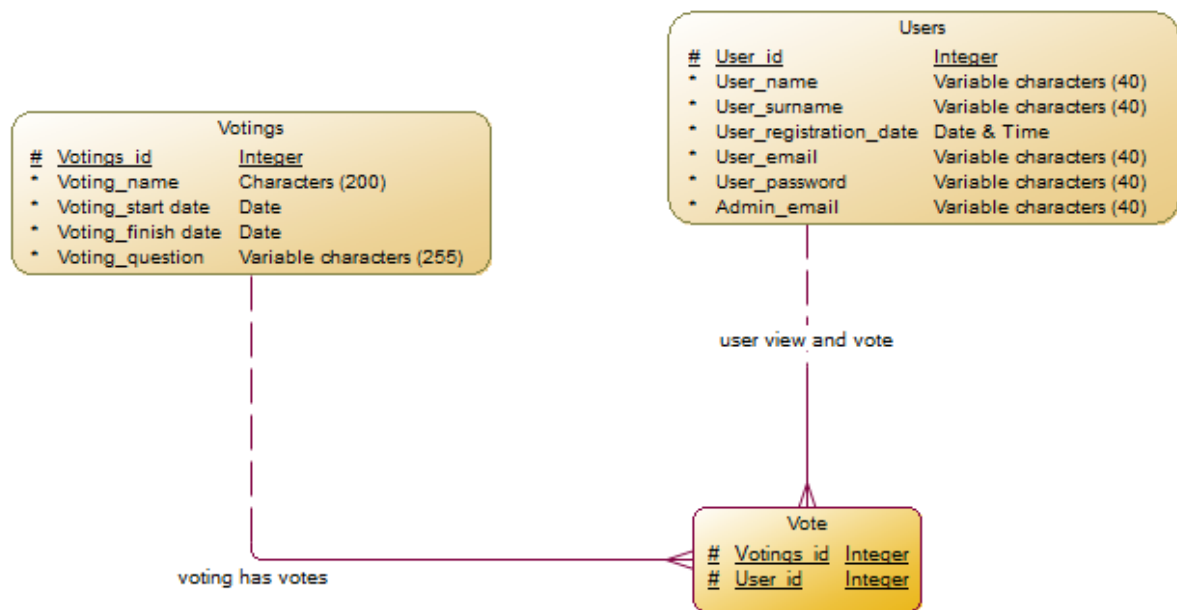 Users
# User_id Integer
* User_name Variable characters (40)
* User_surname Variable characters (40)
* User_registration_date Date & Time
* User_email Variable characters (40)
* User_password Variable characters (40)
* Admin_email Variable characters (40)
Votings
# Votings_id Integer
* Voting_name Characters (200)
* Voting_start date Date
* Voting_finish date Date
* Voting_question Variable characters (255)
user view and vote
voting has votes
Vote
# Votings_id Integer
# User_id Integer